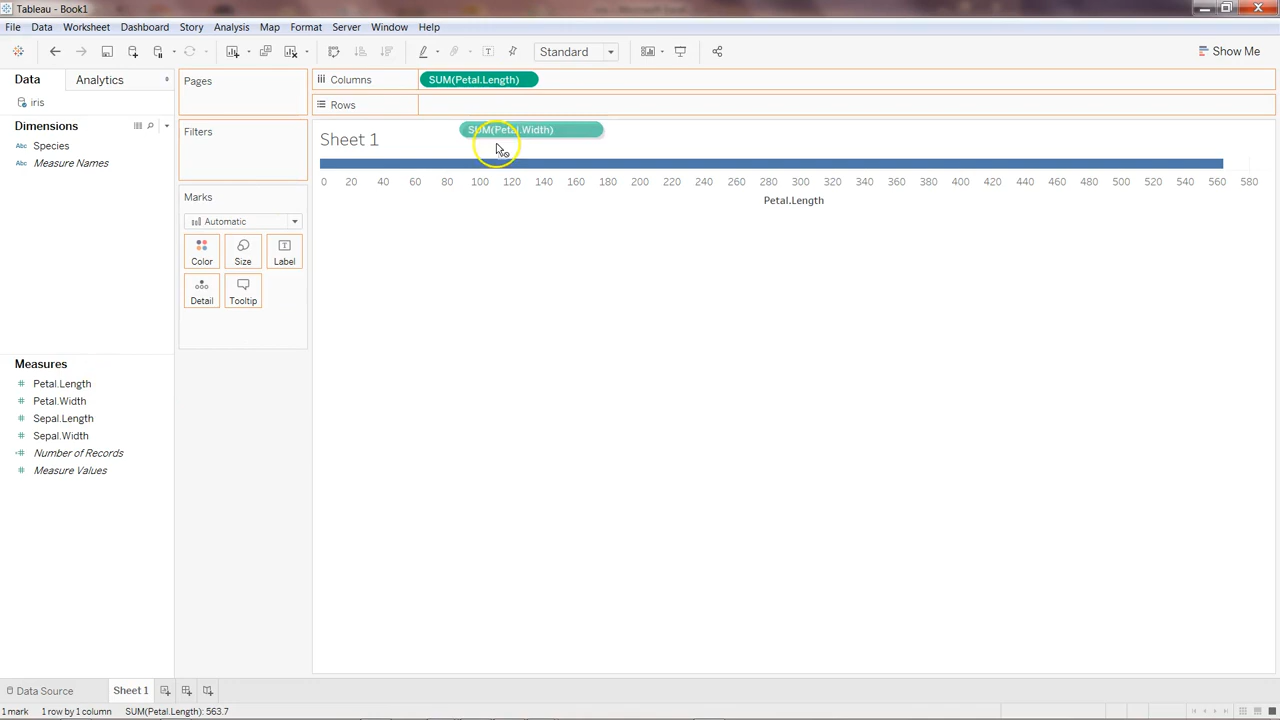 Tableau - Book1
File Data Worksheet Dashboard Story Analysis Map Format Server Window Help
Standard
Show Me
Data
Analytics
iris
Dimensions
Abc Species
Abc Measure Names
Measures
# Petal.Length
# Petal.Width
# Sepal.Length
# Sepal.Width
# Number of Records
# Measure Values
Pages
Filters
Marks
Automatic
Color Size Label
Detail Tooltip
Columns SUM(Petal.Length)
Rows
SUM(Petal.Width)
Sheet 1
0 20 40 60 80 100 120 140 160 180 200 220 240 260 280 300 320 340 360 380 400 420 440 460 480 500 520 540 560 580
Petal.Length
Data Source Sheet 1
1 mark 1 row by 1 column SUM(Petal.Length): 563.7